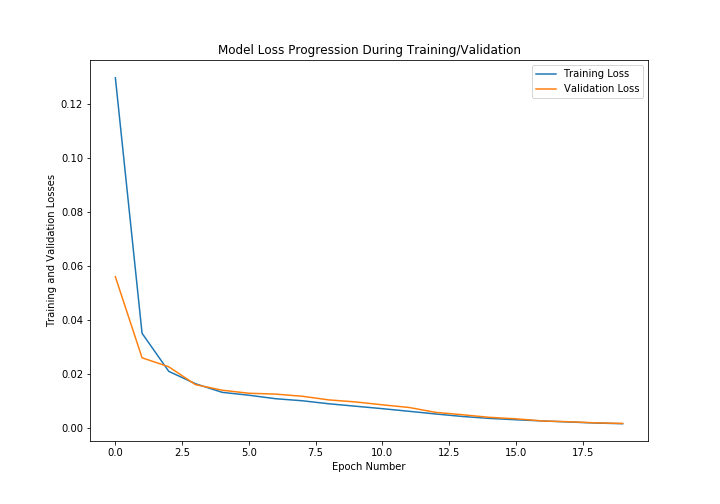 Model Loss Progression During Training/Validation
Training Loss
Validation Loss
Training and Validation Losses
0.12
0.10
0.08
0.06
0.04
0.02
0.00
0.0 2.5 5.0 7.5 10.0 12.5 15.0 17.5
Epoch Number